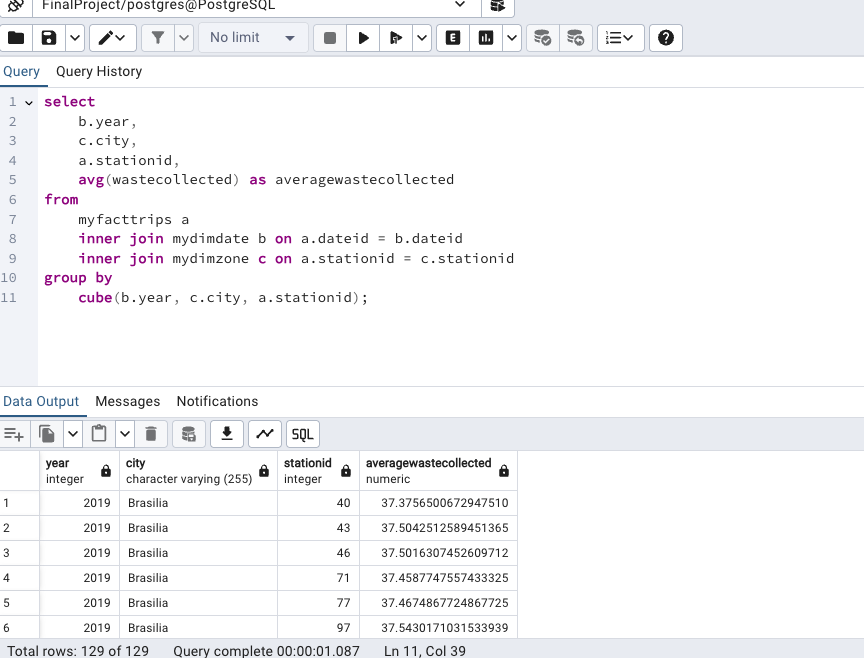 FinalProject/postgres@PostgreSQL
No limit
E
Query Query History
1 select
2 b.year,
3 c.city,
4 a.stationid,
5 avg(wastecollected) as averagewastecollected
6 from
7 myfacttrips a
8 inner join mydimdate b on a.dateid = b.dateid
9 inner join mydimzone c on a.stationid = c.stationid
10 group by
11 cube(b.year, c.city, a.stationid);
Data Output Messages Notifications
SQL
year city stationid averagewastecollected
integer character varying (255) integer numeric
1 2019 Brasilia 40 37.3756500672947510
2 2019 Brasilia 43 37.5042512589451365
3 2019 Brasilia 46 37.5016307452609712
4 2019 Brasilia 71 37.4587747557433325
5 2019 Brasilia 77 37.4674867724867725
6 2019 Brasilia 97 37.5430171031533939
Total rows: 129 of 129 Query complete 00:00:01.087 Ln 11, Col 39